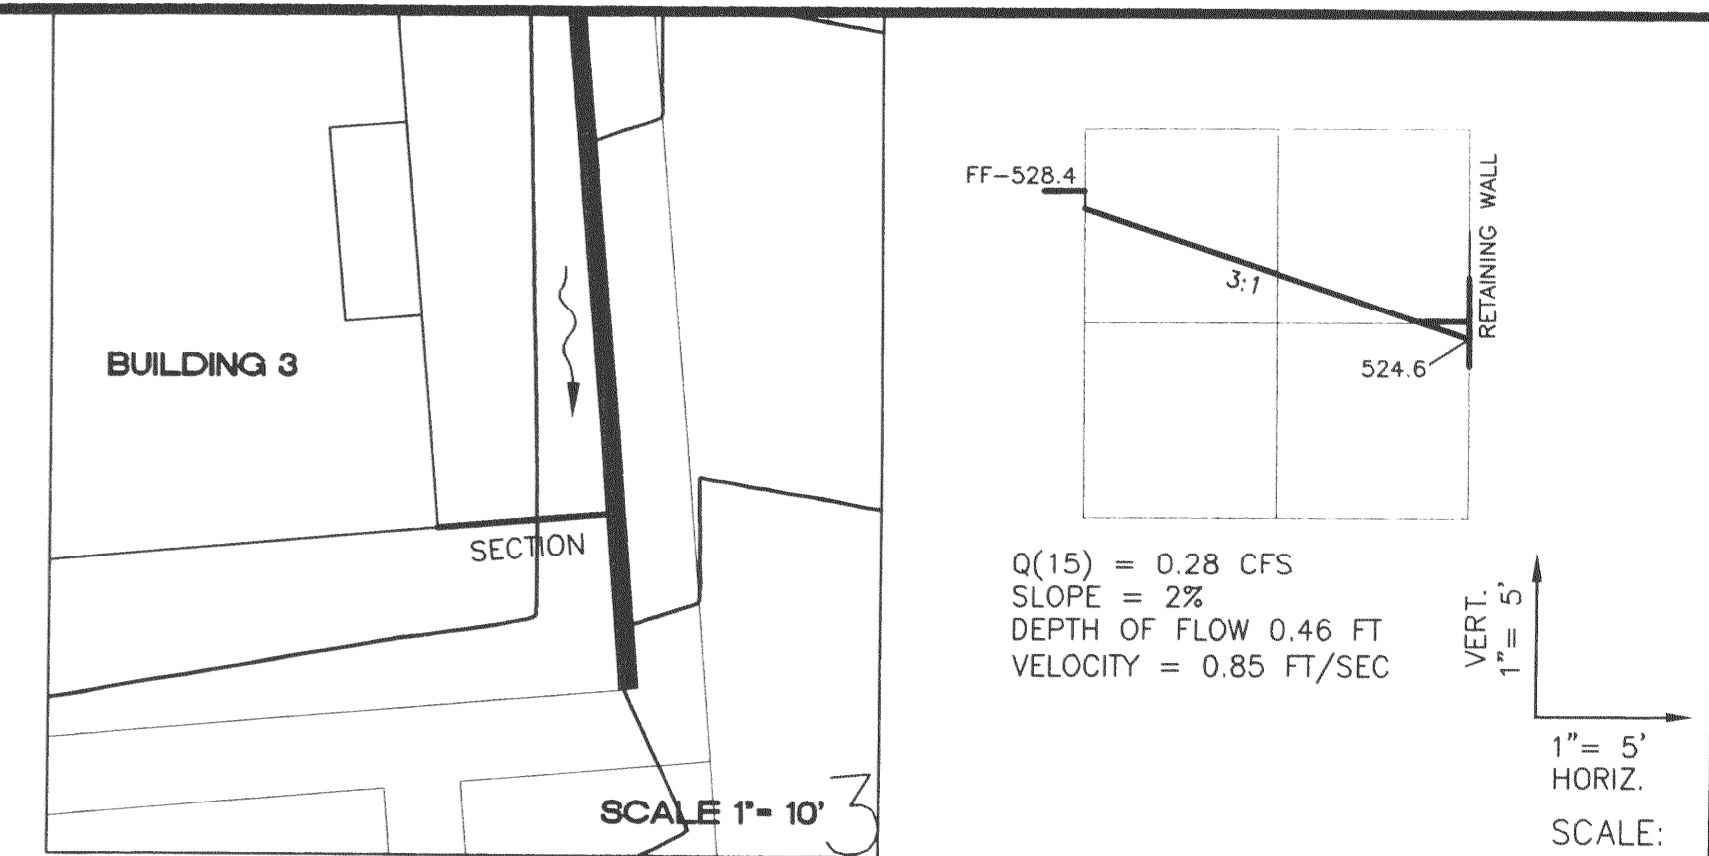 BUILDING 3
SECTION
SCALE 1"= 10'
3
FF-528.4
3:1
RETAINING WALL
524.6
Q(15) = 0.28 CFS
SLOPE = 2%
DEPTH OF FLOW 0.46 FT
VELOCITY = 0.85 FT/SEC
VERT.
1"= 5'
1"= 5'
HORIZ.
SCALE: